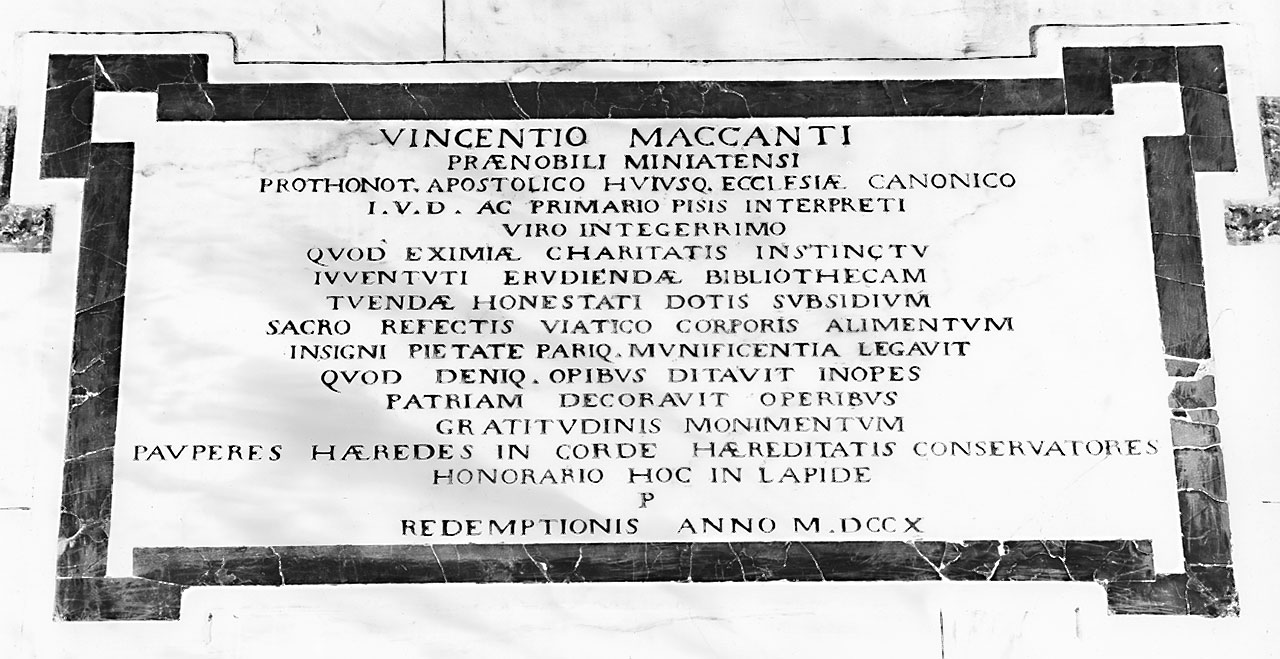 VINCENTIO MACCANTI
PRÆNOBILI MINIATENSI
PROTHONOT. APOSTOLICO HVIVSQ. ECCLESIÆ CANONICO
I.V.D. AC PRIMARIO PISIS INTERPRETI
VIRO INTEGERRIMO
QVOD EXIMIÆ CHARITATIS INSTINCTV
IVVENTVTI ERVDIENDÆ BIBLIOTHECAM
TVENDÆ HONESTATI DOTIS SVBSIDIVM
SACRO REFECTIS VIATICO CORPORIS ALIMENTVM
INSIGNI PIETATE PARIQ. MVNIFICENTIA LEGAVIT
QVOD DENIQ. OPIBVS DITAVIT INOPES
PATRIAM DECORAVIT OPERIBVS
GRATITVDINIS MONIMENTVM
PAVPERES HÆREDES IN CORDE HÆREDITATIS CONSERVATORES
HONORARIO HOC IN LAPIDE
P
REDEMPTIONIS ANNO M.DCCX